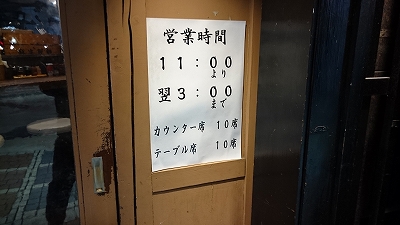 営業時間
11:00
より
翌3:00
まで
カウンター席 10席
テーブル席 10席